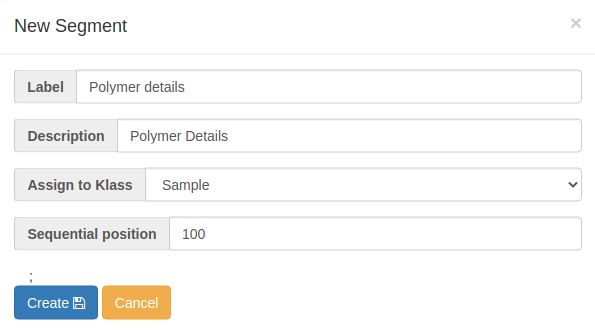 New Segment ×
Label Polymer details
Description Polymer Details
Assign to Klass Sample
Sequential position 100
;
Create Cancel